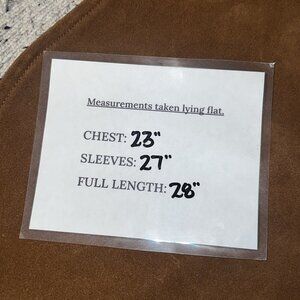 Measurements taken lying flat.
CHEST: 23"
SLEEVES: 27"
FULL LENGTH: 28"